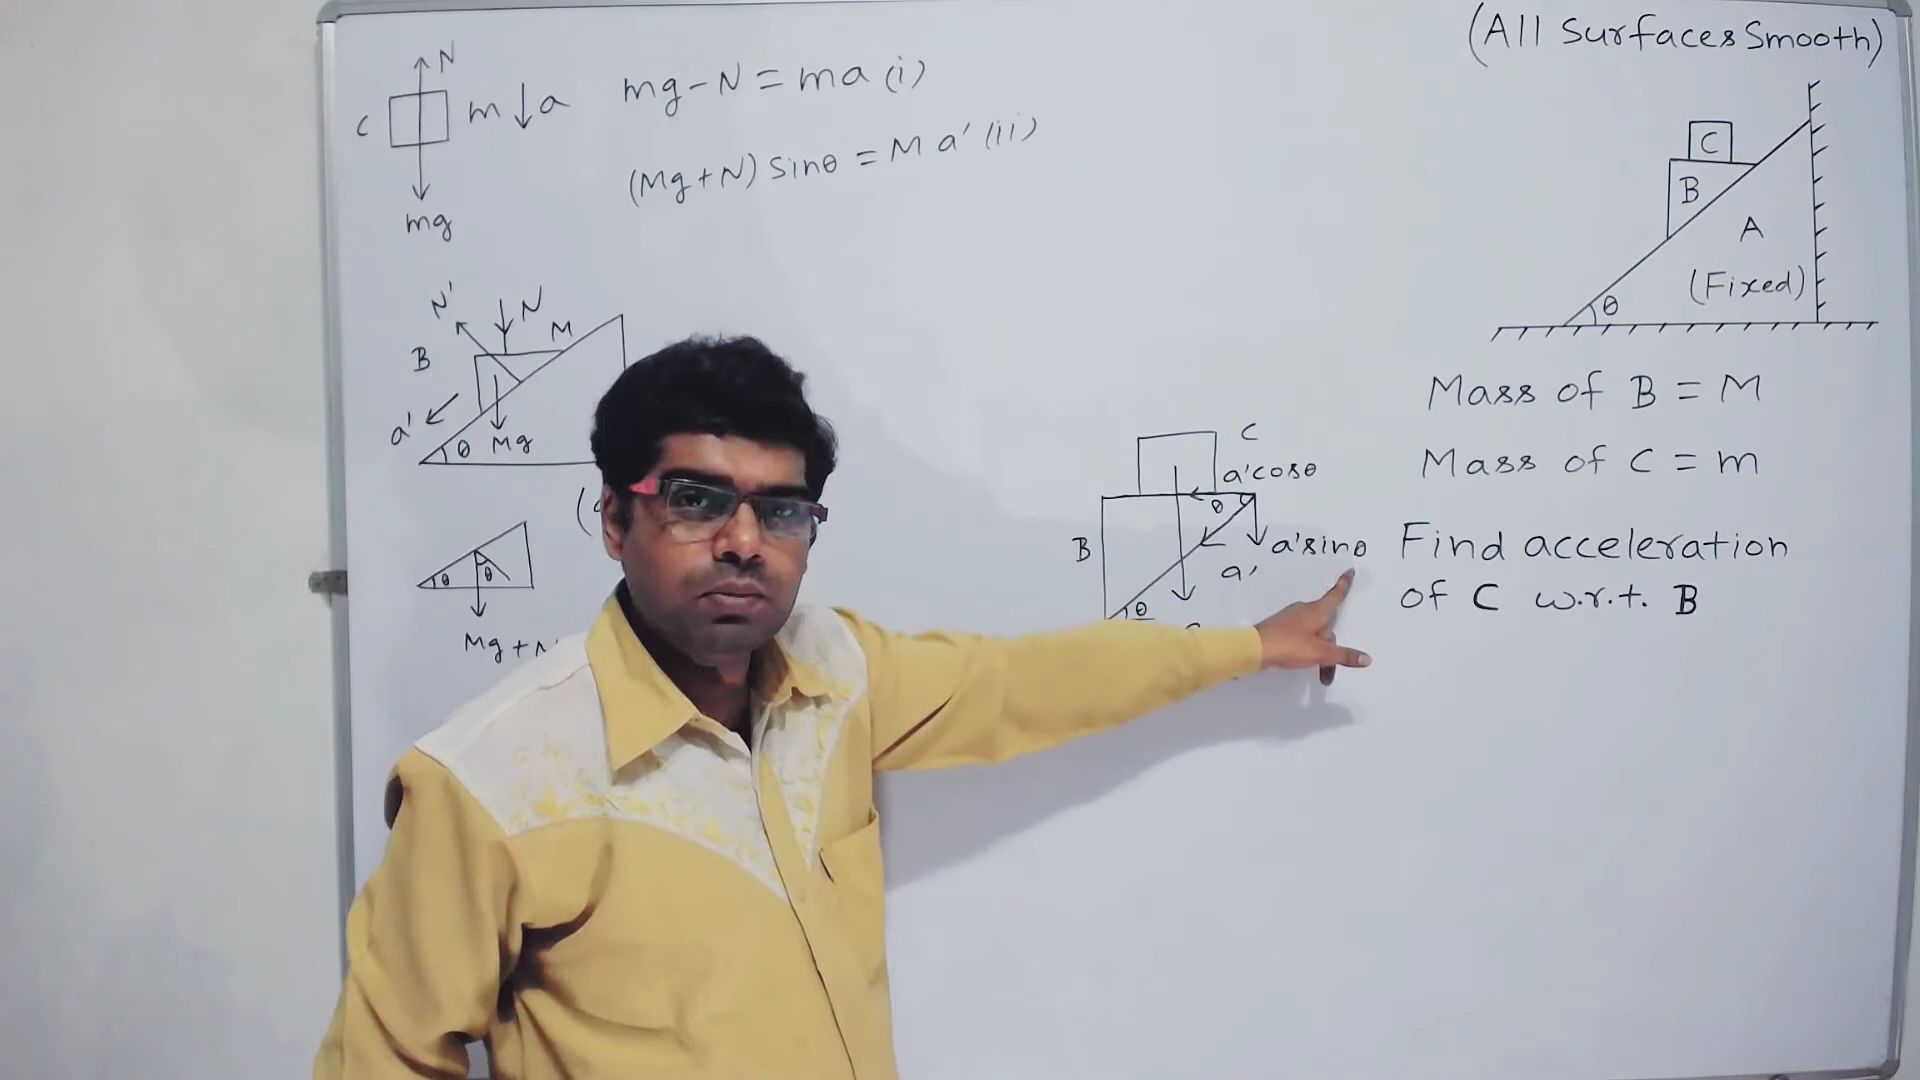 N
C
m
a
mg
mg - N = ma (i)
(Mg + N) sinθ = Ma' (ii)
N'
N
M
B
a'
θ
Mg
θ
θ
Mg +
C
a'cosθ
θ
B
a'sinθ
a'
θ
(All Surfaces Smooth)
C
B
A
(Fixed)
θ
Mass of B = M
Mass of C = m
Find acceleration
of C w.r.t. B